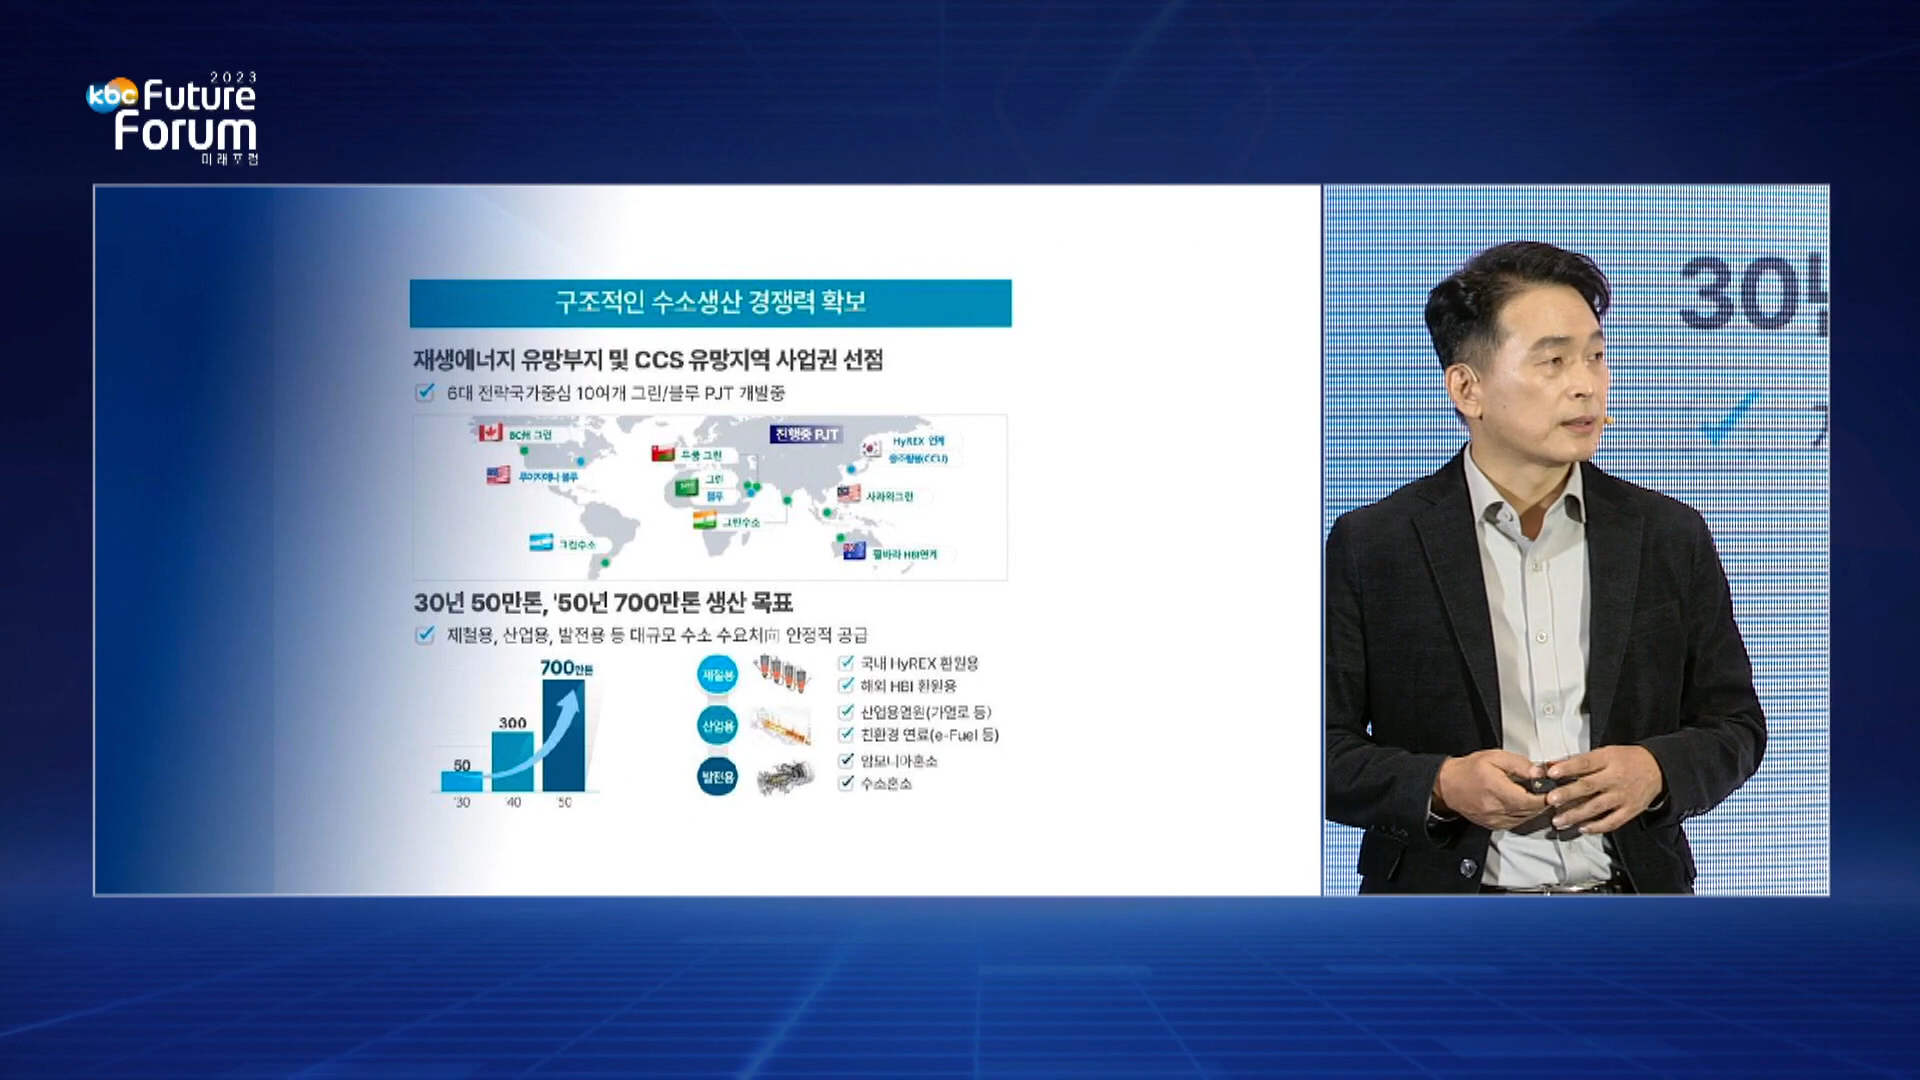 2023
kbc Future
Forum
미래포럼
구조적인 수소생산 경쟁력 확보
재생에너지 유망부지 및 CCS 유망지역 사업권 선점
6대 전략국가중심 10여개 그린/블루 PJT 개발중
진행중 PJT
BC州 그린
루이지애나 블루
두쿰 그린
그린
블루
그린수소
그린수소
HyREX 연계
사라왁그린
필바라 HBI연계
30년 50만톤, '50년 700만톤 생산 목표
제철용, 산업용, 발전용 등 대규모 수소 수요처向 안정적 공급
700만톤
300
50
'30 '40 '50
제철용
국내 HyREX 환원용
해외 HBI 환원용
산업용
산업용열원(가열로 등)
친환경 연료(e-Fuel 등)
발전용
암모니아혼소
수소혼소
30년